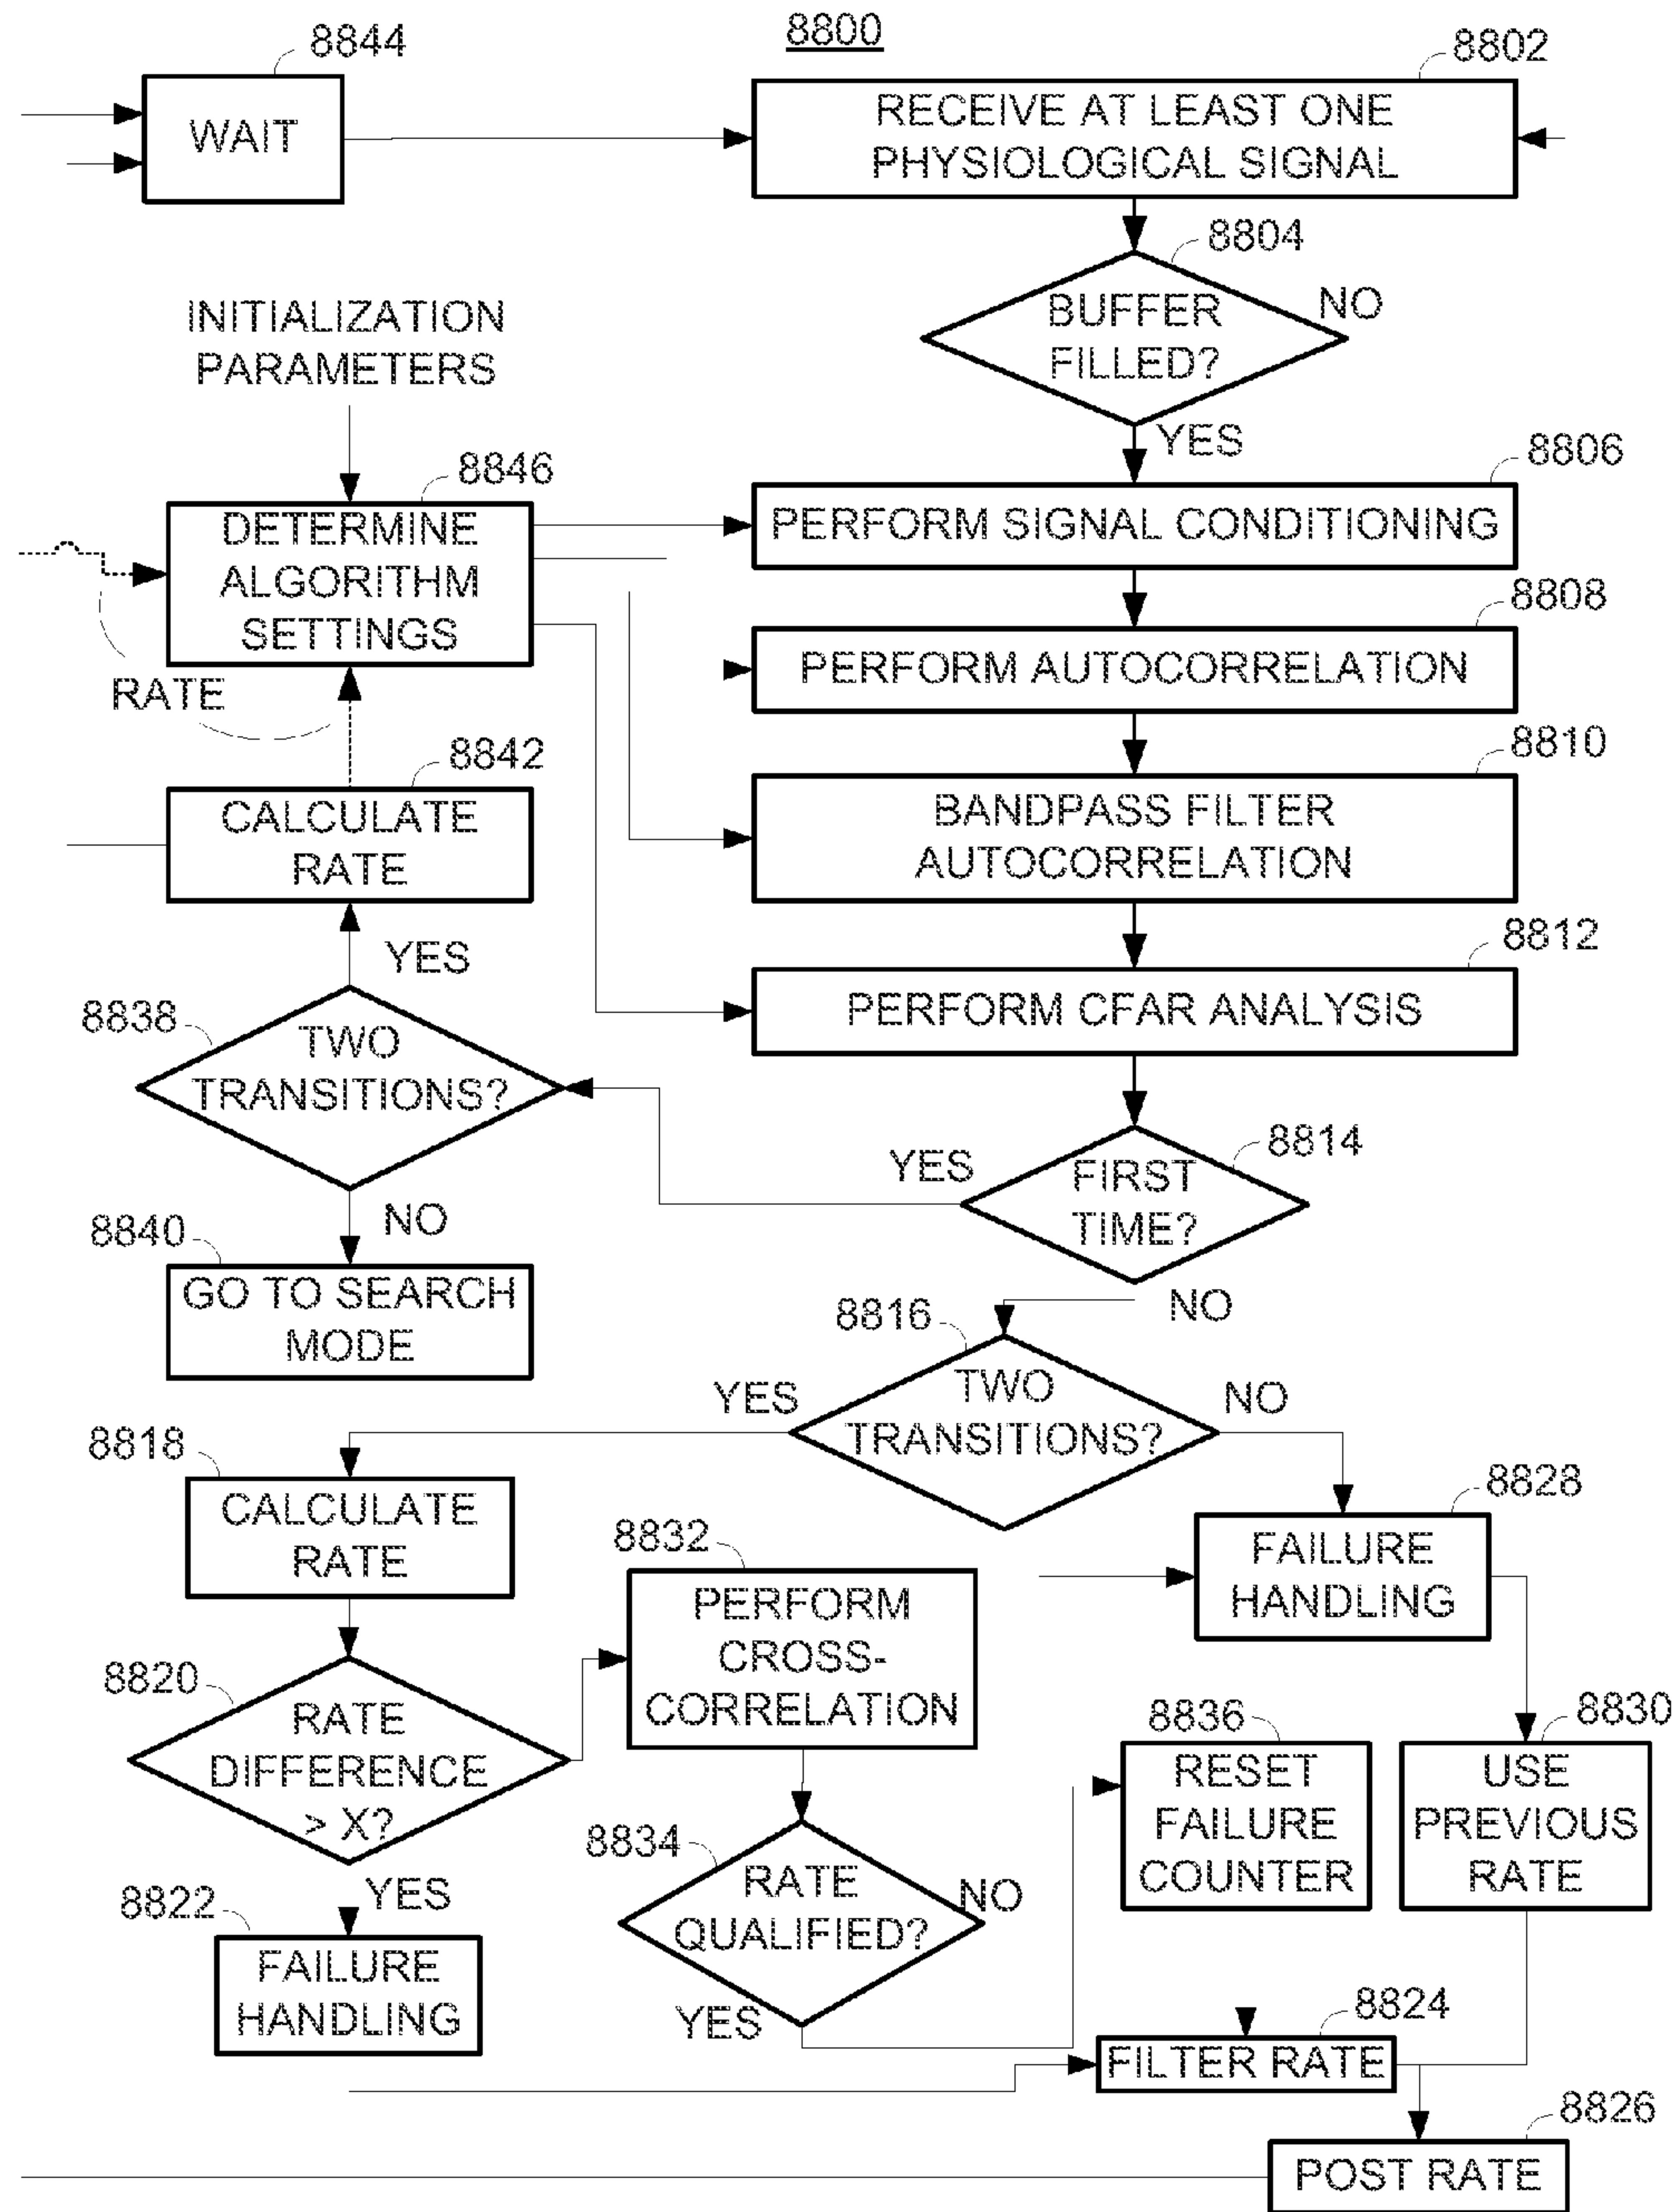 8800
8844
WAIT
8802
RECEIVE AT LEAST ONE
PHYSIOLOGICAL SIGNAL
8804
BUFFER
FILLED?
NO
YES
INITIALIZATION
PARAMETERS
8846
DETERMINE
ALGORITHM
SETTINGS
RATE
8806
PERFORM SIGNAL CONDITIONING
8808
PERFORM AUTOCORRELATION
8810
BANDPASS FILTER
AUTOCORRELATION
8842
CALCULATE
RATE
YES
8812
PERFORM CFAR ANALYSIS
8838
TWO
TRANSITIONS?
NO
8840
GO TO SEARCH
MODE
8814
FIRST
TIME?
YES
NO
8816
TWO
TRANSITIONS?
YES
NO
8818
CALCULATE
RATE
8828
FAILURE
HANDLING
8832
PERFORM
CROSS-
CORRELATION
8820
RATE
DIFFERENCE
> X?
YES
8822
FAILURE
HANDLING
8834
RATE
QUALIFIED?
NO
YES
8836
RESET
FAILURE
COUNTER
8830
USE
PREVIOUS
RATE
8824
FILTER RATE
8826
POST RATE